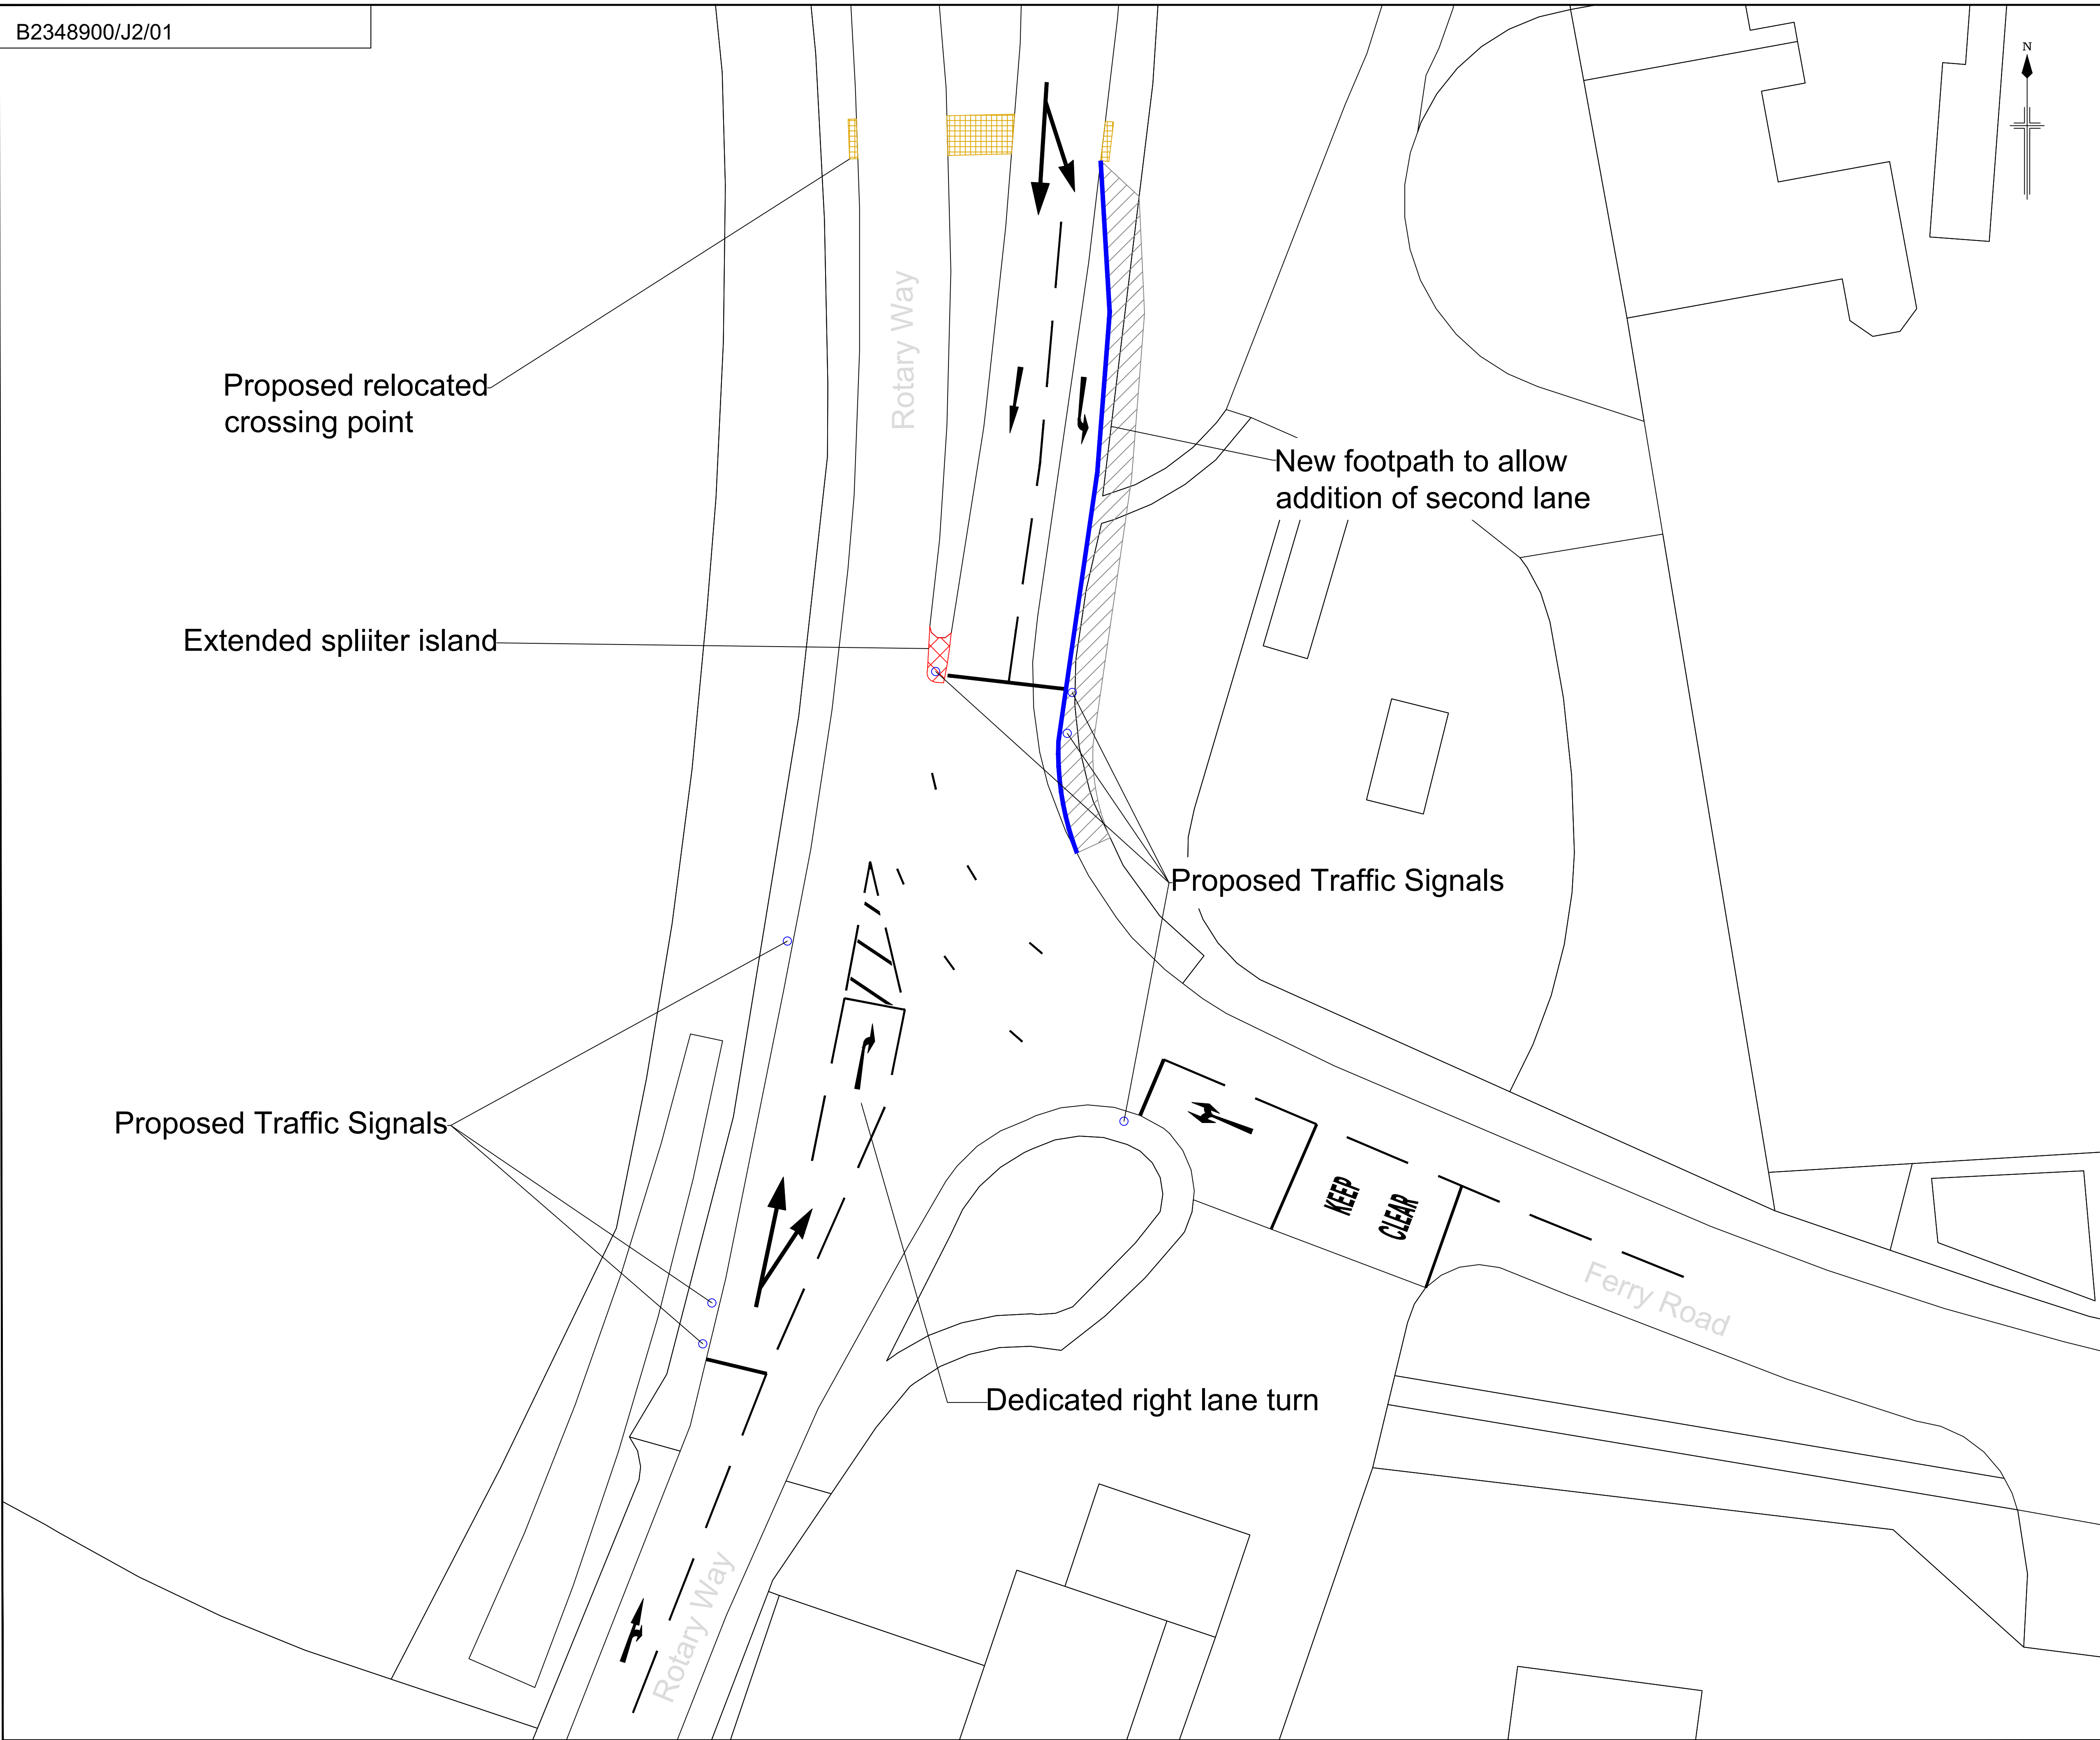 B2348900/J2/01
N
Rotary Way
Proposed relocated
crossing point
New footpath to allow
addition of second lane
Extended spliiter island
Proposed Traffic Signals
Proposed Traffic Signals
KEEP
CLEAR
Ferry Road
Dedicated right lane turn
Rotary Way